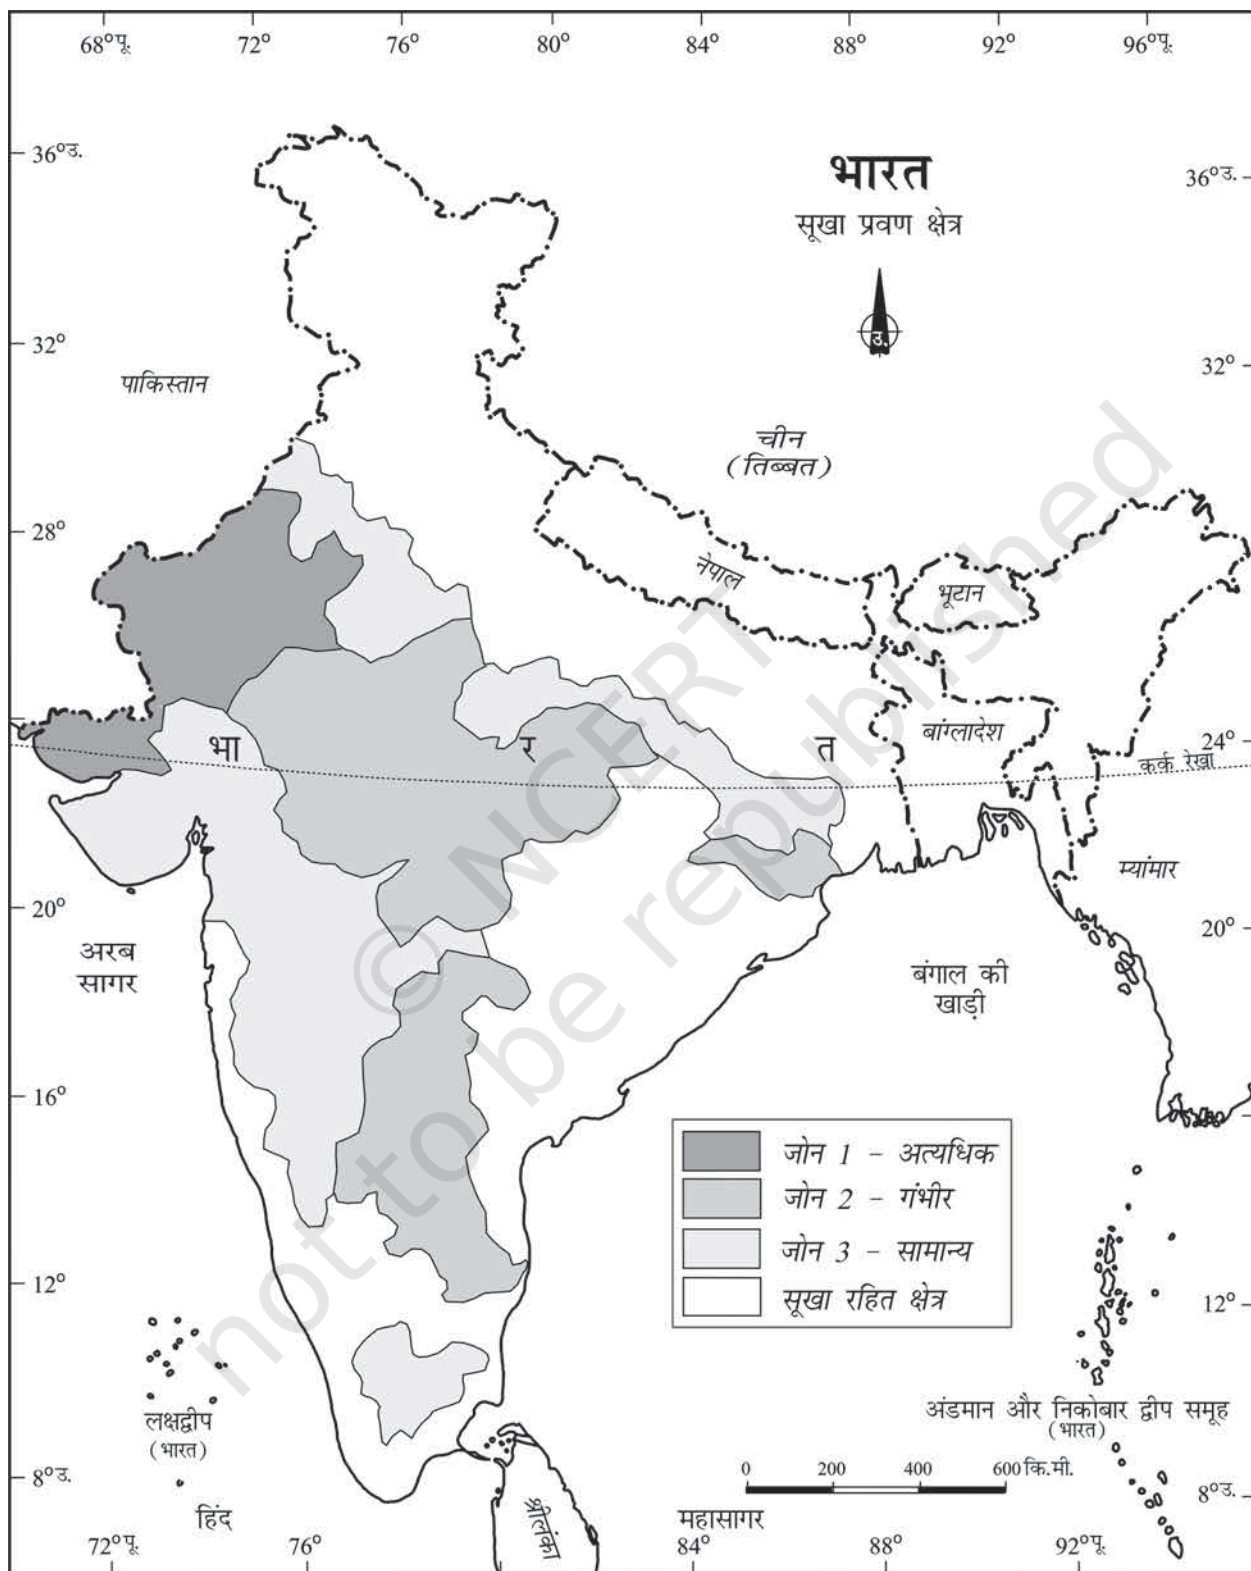 68°पू. 72° 76° 80° 84° 88° 92° 96°पू.
36°उ.
भारत
36°उ.
सूखा प्रवण क्षेत्र
उ.
32°
32°
पाकिस्तान
चीन
(तिब्बत)
28°
28°
नेपाल
भूटान
भा र त
बांग्लादेश
24°
कर्क रेखा
म्यांमार
20°
20°
अरब
सागर
बंगाल की
खाड़ी
16°
जोन 1 - अत्यधिक
जोन 2 - गंभीर
जोन 3 - सामान्य
सूखा रहित क्षेत्र
12°
12°
लक्षद्वीप
(भारत)
अंडमान और निकोबार द्वीप समूह
(भारत)
0 200 400 600 कि.मी.
8°उ.
8°उ.
हिंद
श्रीलंका
महासागर
72°पू. 76° 84° 88° 92°पू.
© NCERT
not to be republished